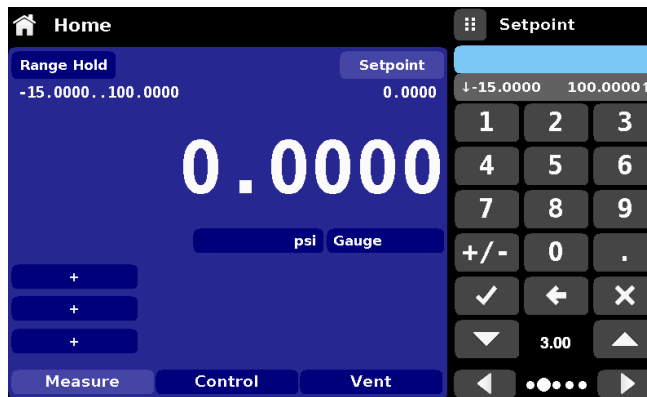 Home
Range Hold Setpoint
-15.0000..100.0000 0.0000
0.0000
psi Gauge
+
+
+
Measure Control Vent
Setpoint
↓-15.0000 100.0000↑
1 2 3
4 5 6
7 8 9
+/- 0 .
3.00